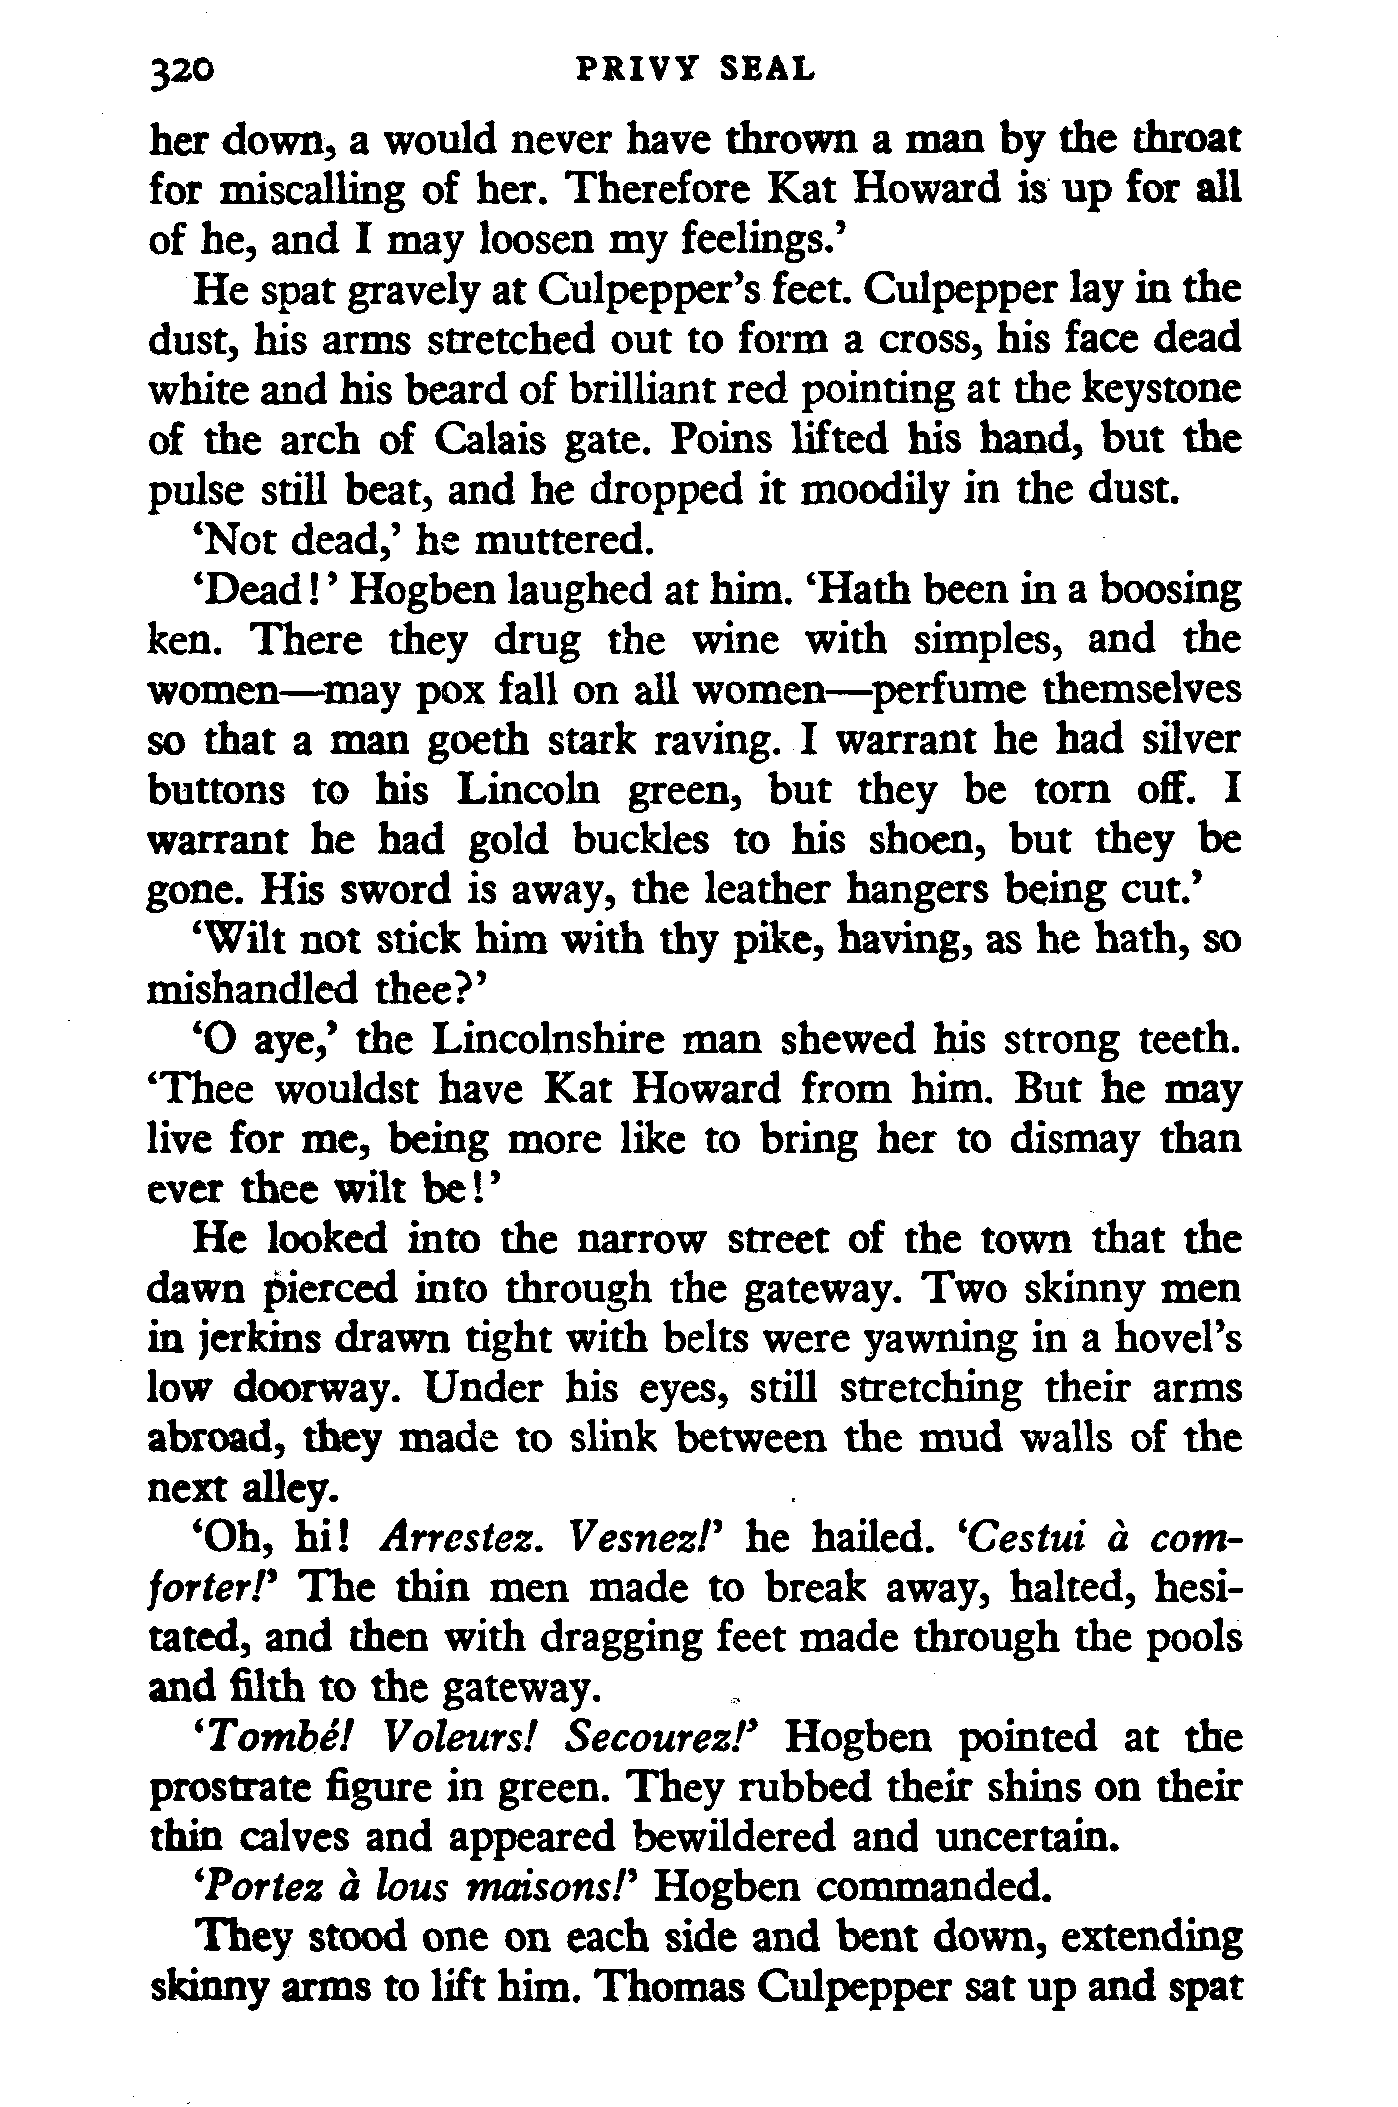 320 PRIVY SEAL
her down, a would never have thrown a man by the throat
for miscalling of her. Therefore Kat Howard is up for all
of he, and I may loosen my feelings.’
He spat gravely at Culpepper’s feet. Culpepper lay in the
dust, his arms stretched out to form a cross, his face dead
white and his beard of brilliant red pointing at the keystone
of the arch of Calais gate. Poins lifted his hand, but the
pulse still beat, and he dropped it moodily in the dust.
‘Not dead,’ he muttered.
‘Dead!’ Hogben laughed at him. ‘Hath been in a boosing
ken. There they drug the wine with simples, and the
women—may pox fall on all women—perfume themselves
so that a man goeth stark raving. I warrant he had silver
buttons to his Lincoln green, but they be torn off. I
warrant he had gold buckles to his shoen, but they be
gone. His sword is away, the leather hangers being cut.’
‘Wilt not stick him with thy pike, having, as he hath, so
mishandled thee?’
‘O aye,’ the Lincolnshire man shewed his strong teeth.
‘Thee wouldst have Kat Howard from him. But he may
live for me, being more like to bring her to dismay than
ever thee wilt be!’
He looked into the narrow street of the town that the
dawn pierced into through the gateway. Two skinny men
in jerkins drawn tight with belts were yawning in a hovel’s
low doorway. Under his eyes, still stretching their arms
abroad, they made to slink between the mud walls of the
next alley.
‘Oh, hi! Arrestez. Vesnez!’ he hailed. ‘Cestui à com-
forter!’ The thin men made to break away, halted, hesi-
tated, and then with dragging feet made through the pools
and filth to the gateway.
‘Tombé! Voleurs! Secourez!’ Hogben pointed at the
prostrate figure in green. They rubbed their shins on their
thin calves and appeared bewildered and uncertain.
‘Portez à lous maisons!’ Hogben commanded.
They stood one on each side and bent down, extending
skinny arms to lift him. Thomas Culpepper sat up and spat